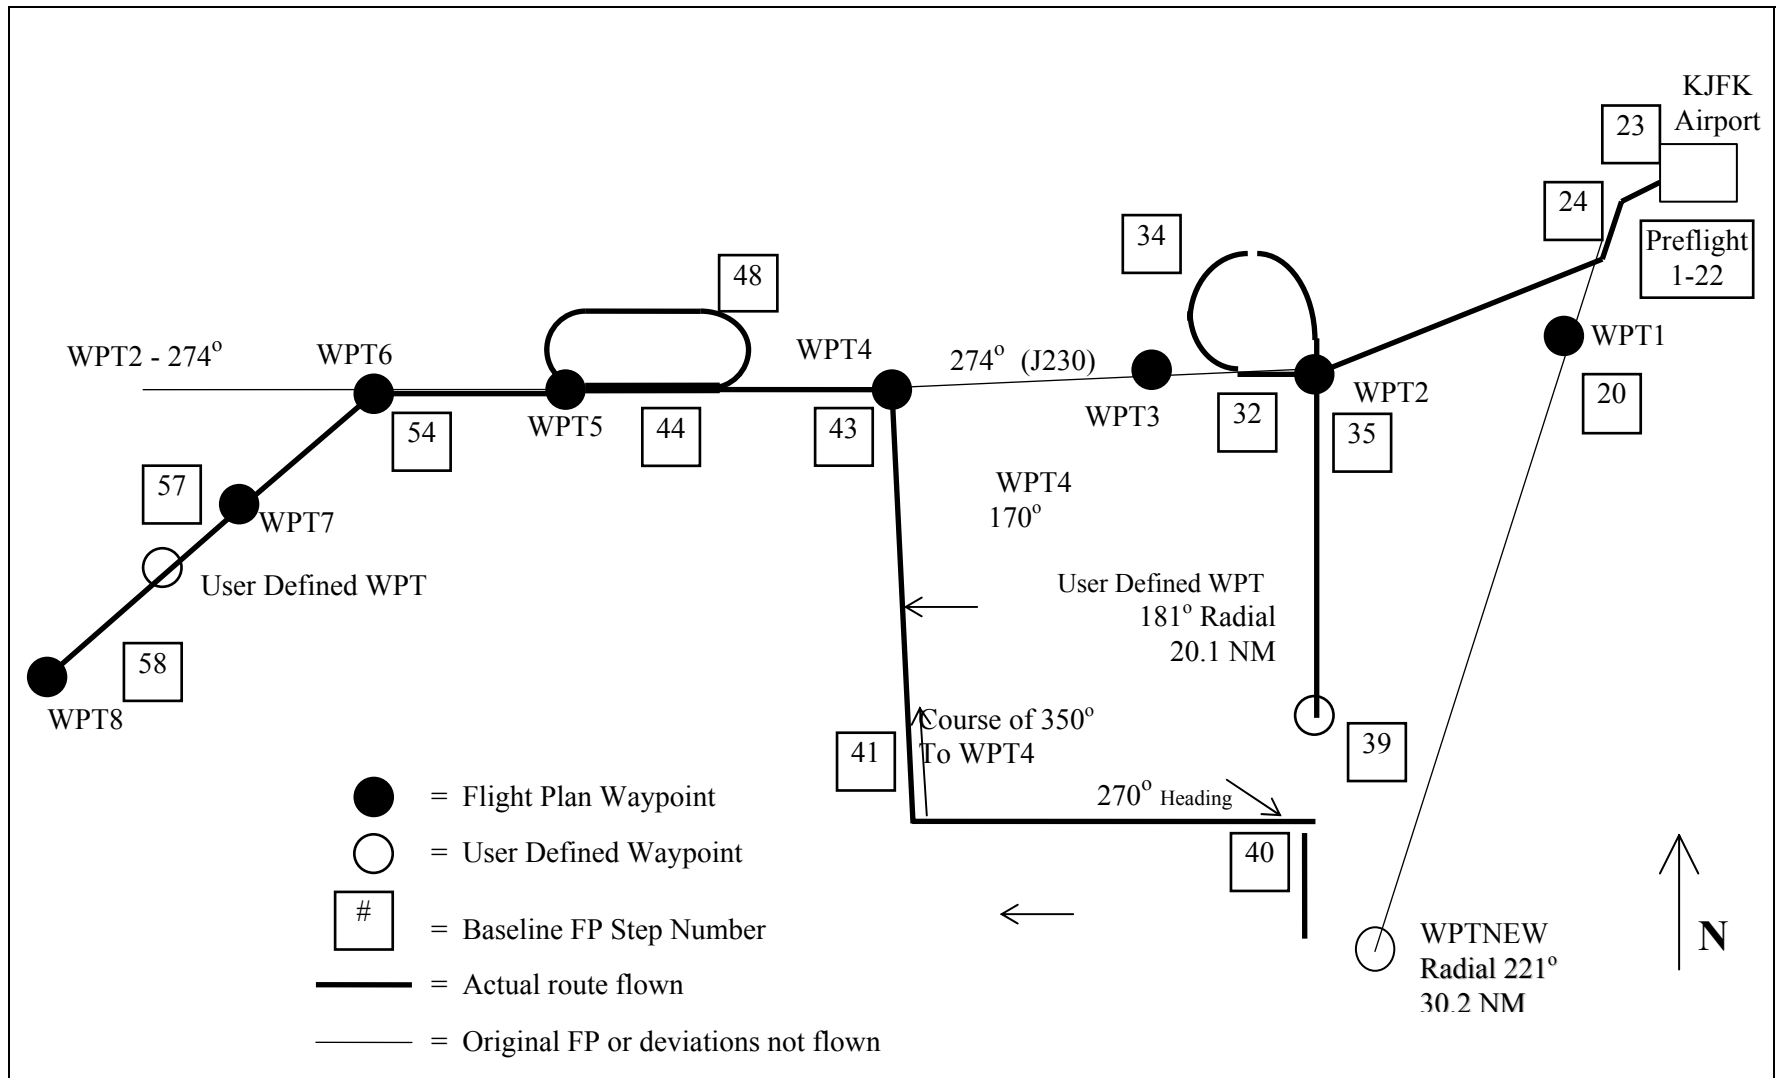 KJFK
Airport
23
24
Preflight
1-22
34
48
WPT2 - 274°
WPT6
WPT4
274° (J230)
WPT1
WPT3
WPT2
20
54
WPT5
44
43
32
35
57
WPT7
WPT4
170°
User Defined WPT
User Defined WPT
181° Radial
20.1 NM
58
WPT8
41
Course of 350°
To WPT4
39
270° Heading
40
= Flight Plan Waypoint
= User Defined Waypoint
#
= Baseline FP Step Number
= Actual route flown
= Original FP or deviations not flown
WPTNEW
Radial 221°
30.2 NM
N